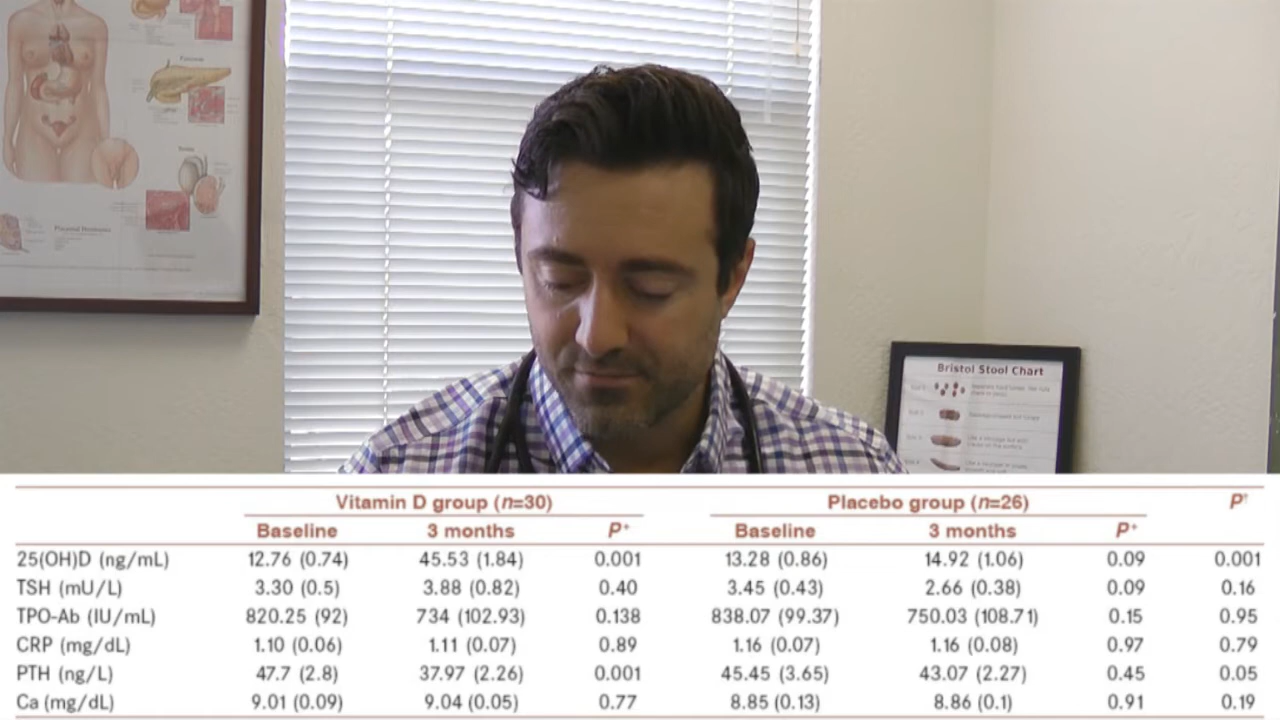 Pancreas
Placental Hormones
Bristol Stool Chart
Vitamin D group (n=30) Placebo group (n=26) P†
Baseline 3 months P+ Baseline 3 months P+
25(OH)D (ng/mL) 12.76 (0.74) 45.53 (1.84) 0.001 13.28 (0.86) 14.92 (1.06) 0.09 0.001
TSH (mU/L) 3.30 (0.5) 3.88 (0.82) 0.40 3.45 (0.43) 2.66 (0.38) 0.09 0.16
TPO-Ab (IU/mL) 820.25 (92) 734 (102.93) 0.138 838.07 (99.37) 750.03 (108.71) 0.15 0.95
CRP (mg/dL) 1.10 (0.06) 1.11 (0.07) 0.89 1.16 (0.07) 1.16 (0.08) 0.97 0.79
PTH (ng/L) 47.7 (2.8) 37.97 (2.26) 0.001 45.45 (3.65) 43.07 (2.27) 0.45 0.05
Ca (mg/dL) 9.01 (0.09) 9.04 (0.05) 0.77 8.85 (0.13) 8.86 (0.1) 0.91 0.19